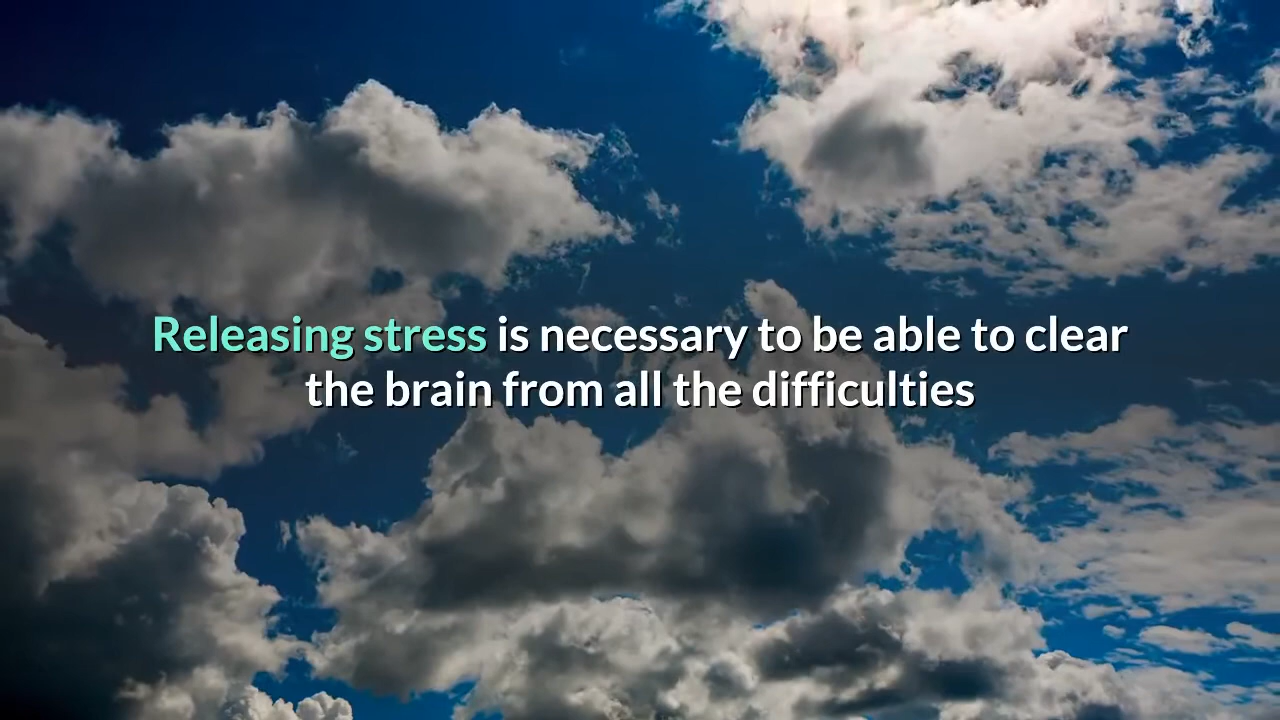 Releasing stress is necessary to be able to clear
the brain from all the difficulties